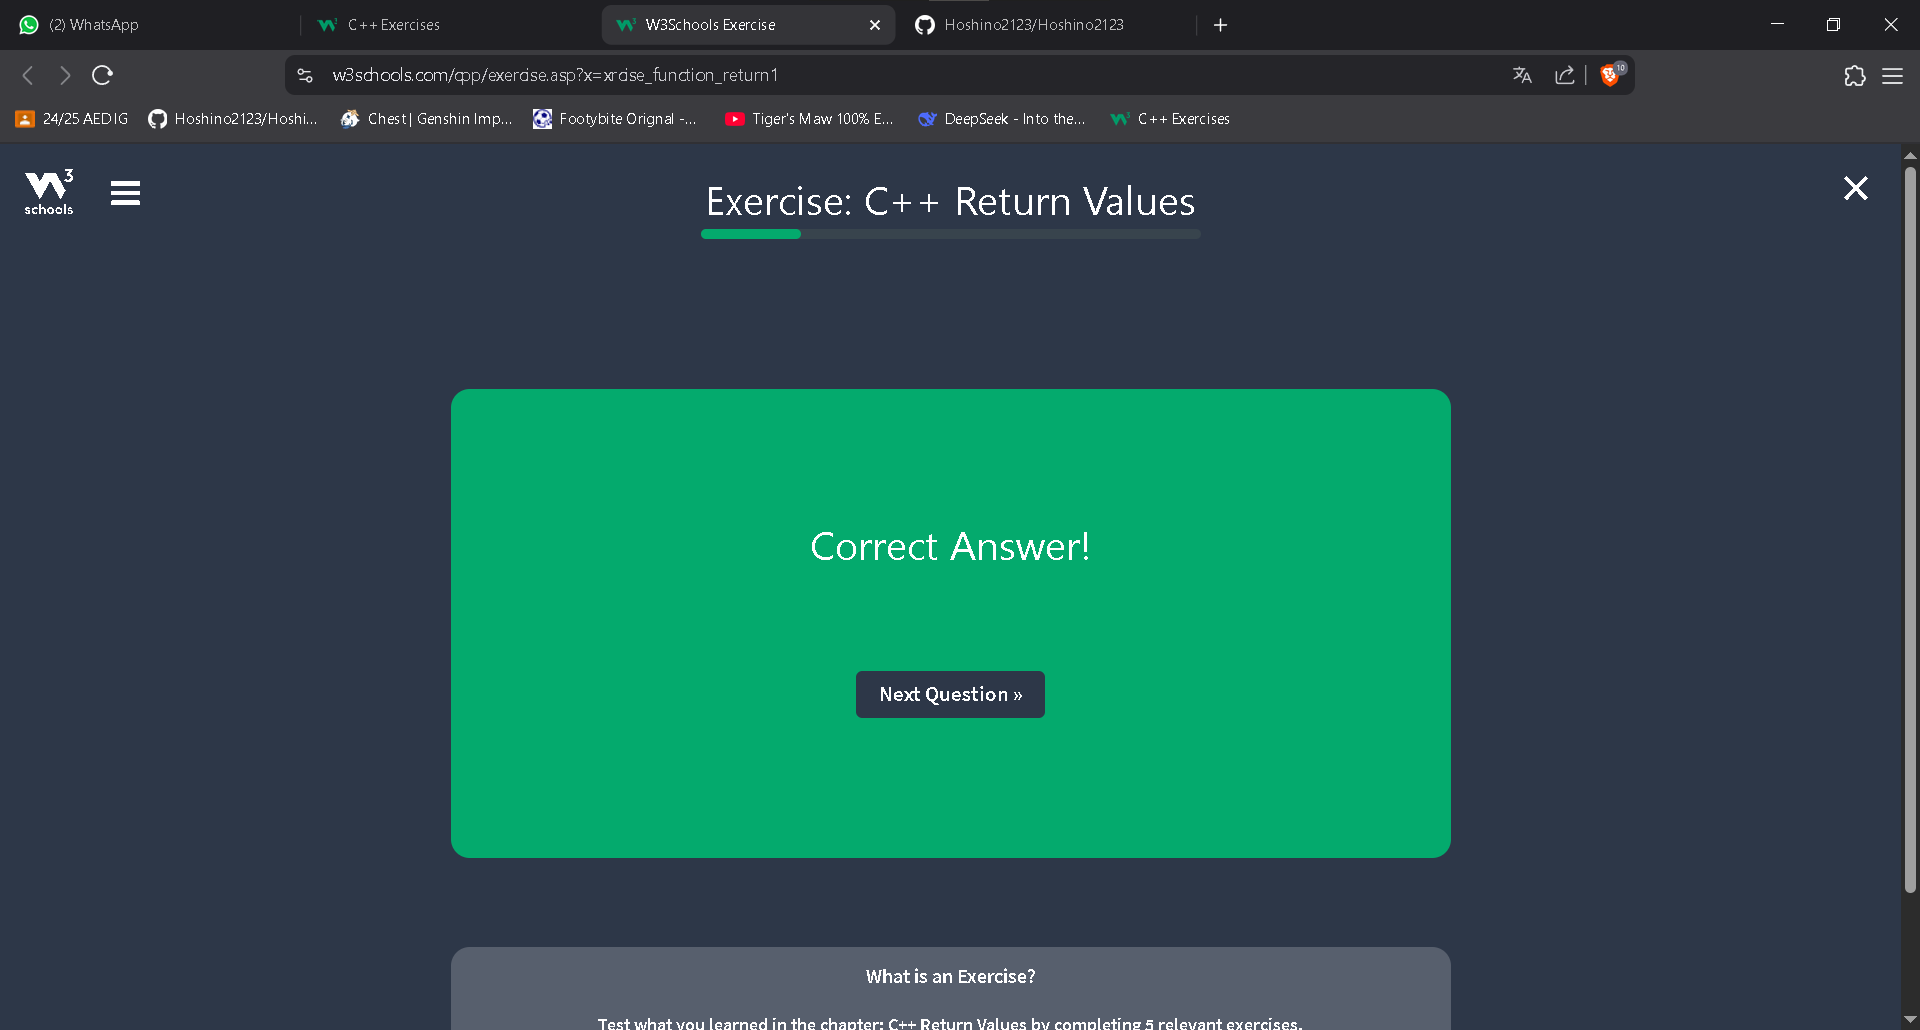 (2) WhatsApp
C++ Exercises
W3Schools Exercise
Hoshino2123/Hoshino2123
w3schools.com/cpp/exercise.asp?x=xrcise_function_return1
10
24/25 AEDIG
Hoshino2123/Hoshi...
Chest | Genshin Imp...
Footybite Orignal -...
Tiger's Maw 100% E...
DeepSeek - Into the...
C++ Exercises
3
schools
Exercise: C++ Return Values
Correct Answer!
Next Question »
What is an Exercise?
Test what you learned in the chapter: C++ Return Values by completing 5 relevant exercises.